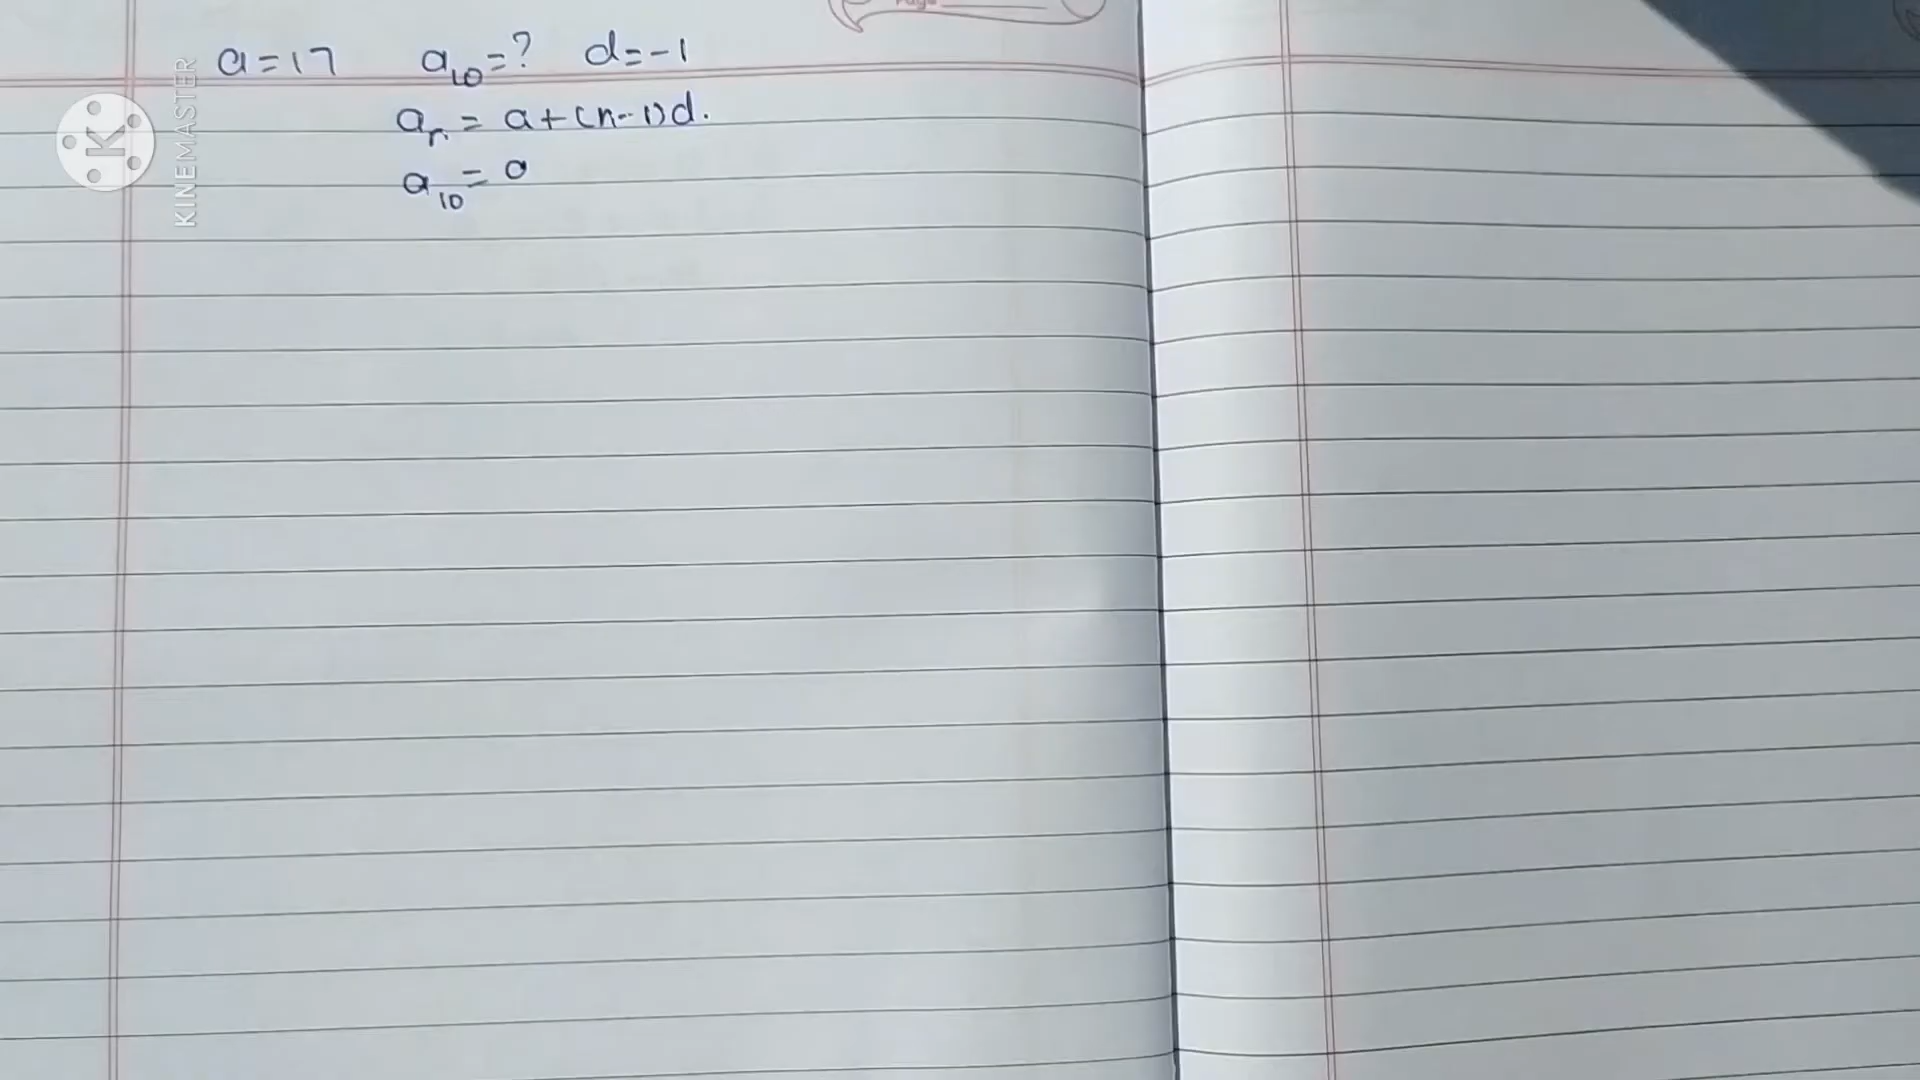 a=17 a10=? d=-1
an = a+(n-1)d.
a10= a
KINEMASTER